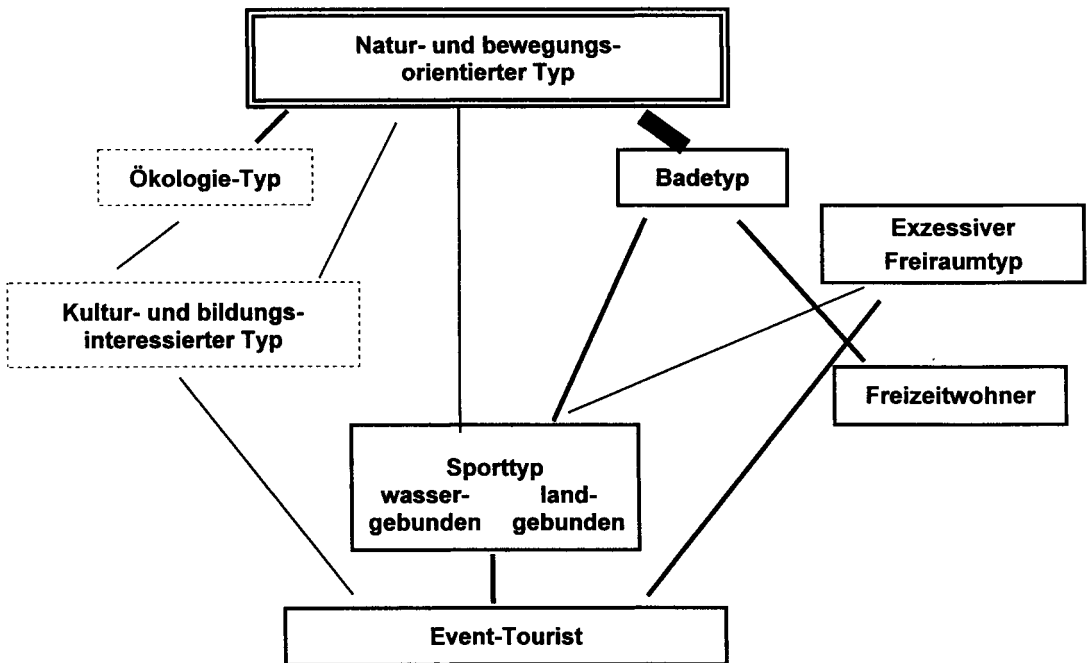 Natur- und bewegungs-
orientierter Typ
Ökologie-Typ
Badetyp
Exzessiver
Freiraumtyp
Kultur- und bildungs-
interessierter Typ
Freizeitwohner
Sporttyp
wasser- land-
gebunden gebunden
Event-Tourist